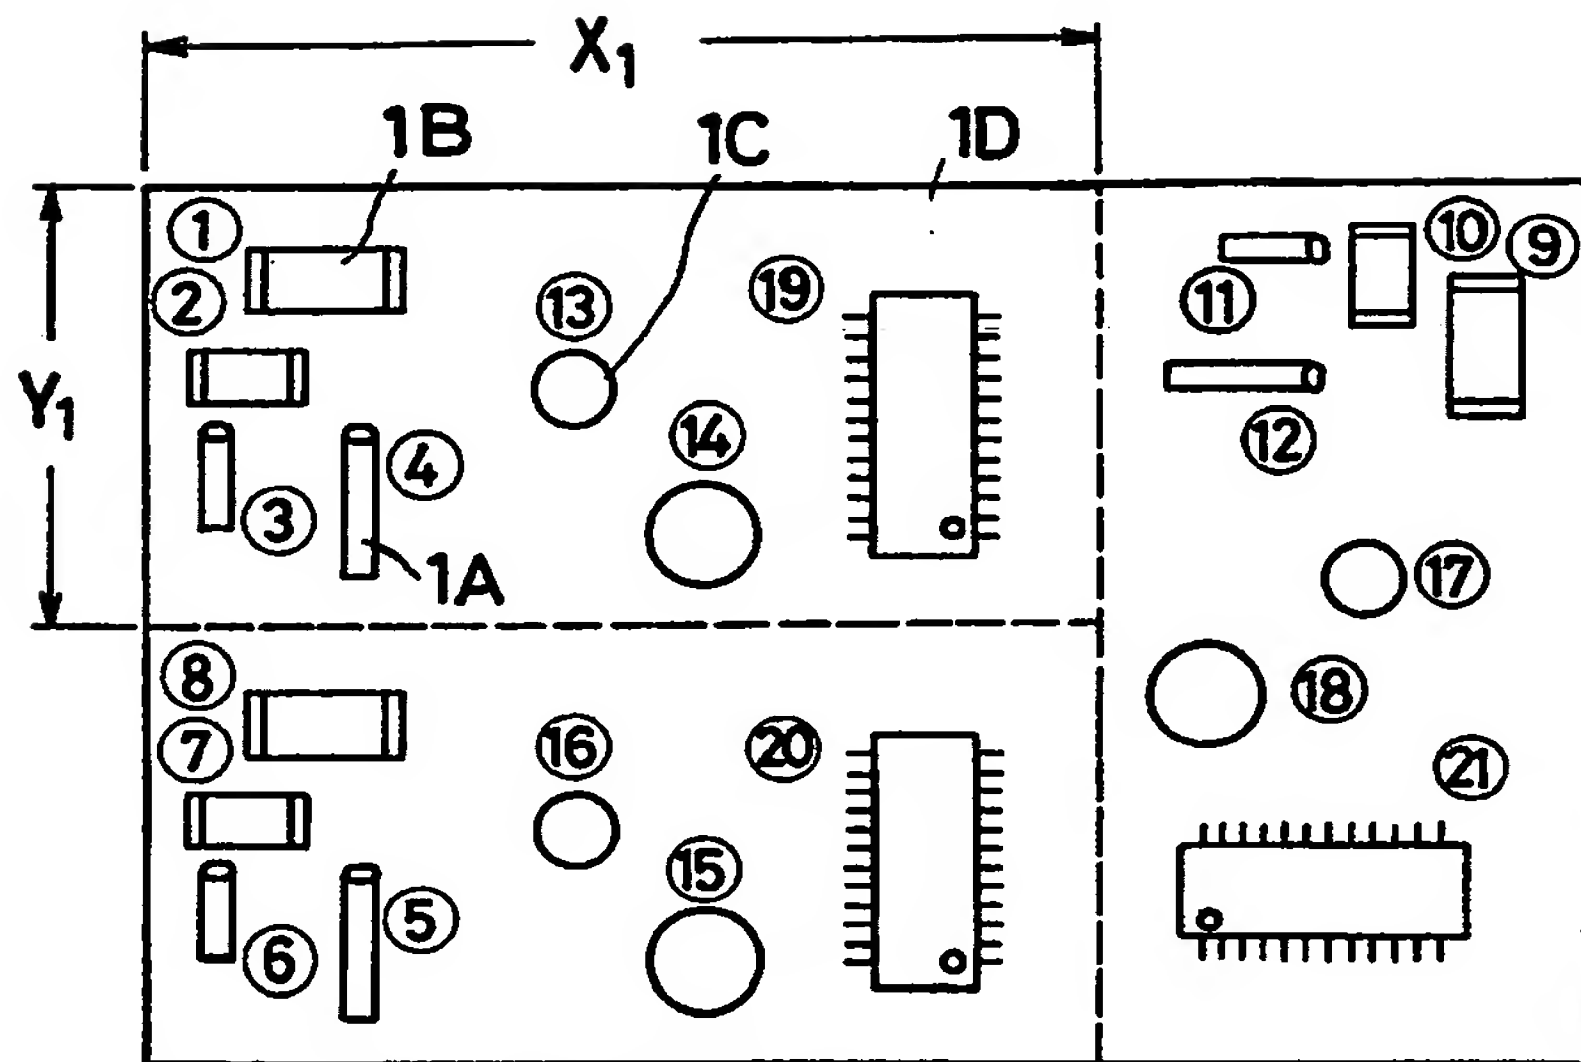 X₁
1B 1C 1D
① ⑩ ⑨
② ⑬ ⑲ ⑪
Y₁
④ ⑭ ⑫
③
1A ⑰
⑧ ⑱
⑦ ⑯ ⑳ ㉑
⑮
⑤
⑥